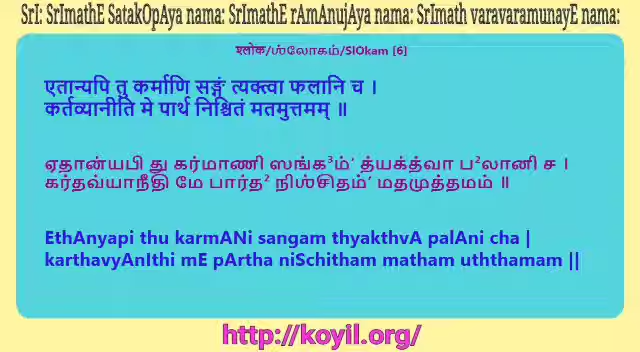 SrI: SrImathE SatakOpAya nama: SrImathE rAmAnujAya nama: SrImath varavaramunayE nama:
श्लोक/ஶ்லோகம்/SlOkam [6]
एतान्यपि तु कर्माणि सङ्गं त्यक्त्वा फलानि च ।
कर्तव्यानीति मे पार्थ निश्चितं मतमुत्तमम् ॥
ஏதான்யபி து கர்மாணி ஸங்க³ம்ʼ த்யக்த்வா ப²லானி ச ।
கர்தவ்யானீதி மே பார்த² நிஶ்சிதம்ʼ மதமுத்தமம் ॥
EthAnyapi thu karmANi sangam thyakthvA palAni cha |
karthavyAnIthi mE pArtha niSchitham matham uththamam ||
http://koyil.org/